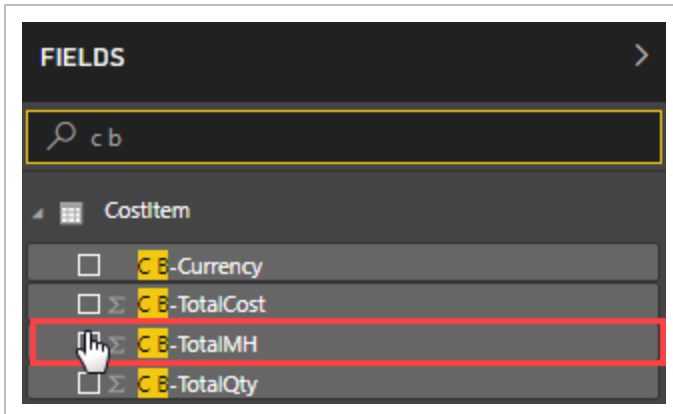 FIELDS
c b
CostItem
C B-Currency
Σ C B-TotalCost
Σ C B-TotalMH
Σ C B-TotalQty